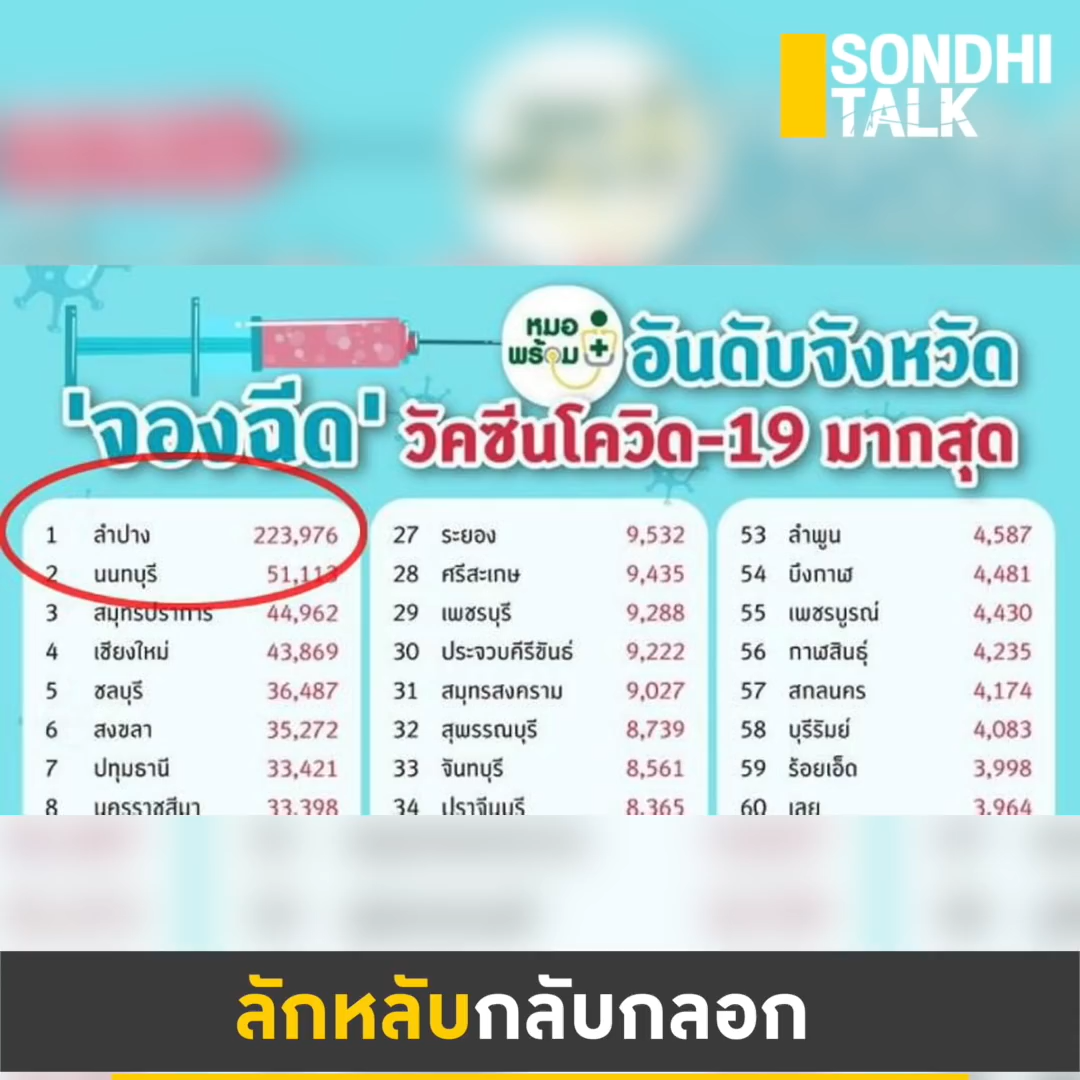 SONDHI
TALK
หมอ
พร้อม
อันดับจังหวัด
'จองฉีด' วัคซีนโควิด-19 มากสุด
1 ลำปาง 223,976
2 นนทบุรี 51,113
3 สมุทรปราการ 44,962
4 เชียงใหม่ 43,869
5 ชลบุรี 36,487
6 สงขลา 35,272
7 ปทุมธานี 33,421
8 นครราชสีมา 33,398
27 ระยอง 9,532
28 ศรีสะเกษ 9,435
29 เพชรบุรี 9,288
30 ประจวบคีรีขันธ์ 9,222
31 สมุทรสงคราม 9,027
32 สุพรรณบุรี 8,739
33 จันทบุรี 8,561
34 ปราจีนบุรี 8,365
53 ลำพูน 4,587
54 บึงกาฬ 4,481
55 เพชรบูรณ์ 4,430
56 กาฬสินธุ์ 4,235
57 สกลนคร 4,174
58 บุรีรัมย์ 4,083
59 ร้อยเอ็ด 3,998
60 เลย 3,964
ลักหลับกลับกลอก